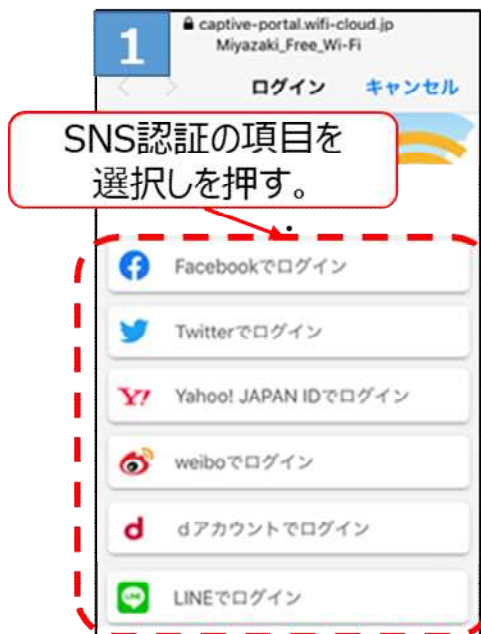 1
captive-portal.wifi-cloud.jp
Miyazaki_Free_Wi-Fi
ログイン キャンセル
SNS認証の項目を
選択しを押す。
Facebookでログイン
Twitterでログイン
Y! Yahoo! JAPAN IDでログイン
weiboでログイン
d dアカウントでログイン
LINE LINEでログイン